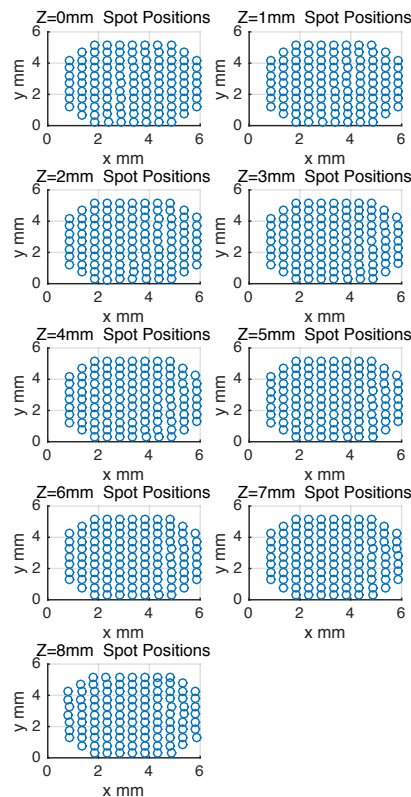 Z=0mm  Spot Positions
6
4
2
0
y mm
0 2 4 6
x mm
Z=1mm  Spot Positions
6
4
2
0
y mm
0 2 4 6
x mm
Z=2mm  Spot Positions
6
4
2
0
y mm
0 2 4 6
x mm
Z=3mm  Spot Positions
6
4
2
0
y mm
0 2 4 6
x mm
Z=4mm  Spot Positions
6
4
2
0
y mm
0 2 4 6
x mm
Z=5mm  Spot Positions
6
4
2
0
y mm
0 2 4 6
x mm
Z=6mm  Spot Positions
6
4
2
0
y mm
0 2 4 6
x mm
Z=7mm  Spot Positions
6
4
2
0
y mm
0 2 4 6
x mm
Z=8mm  Spot Positions
6
4
2
0
y mm
0 2 4 6
x mm